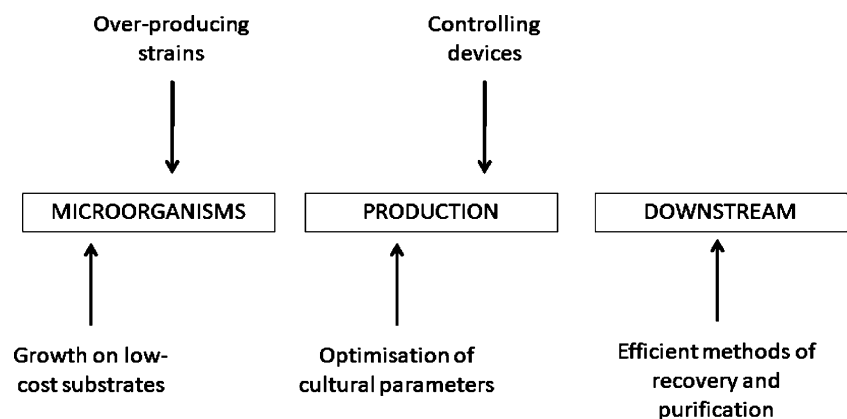 Over-producing
strains
Controlling
devices
MICROORGANISMS
PRODUCTION
DOWNSTREAM
Growth on low-
cost substrates
Optimisation of
cultural parameters
Efficient methods of
recovery and
purification